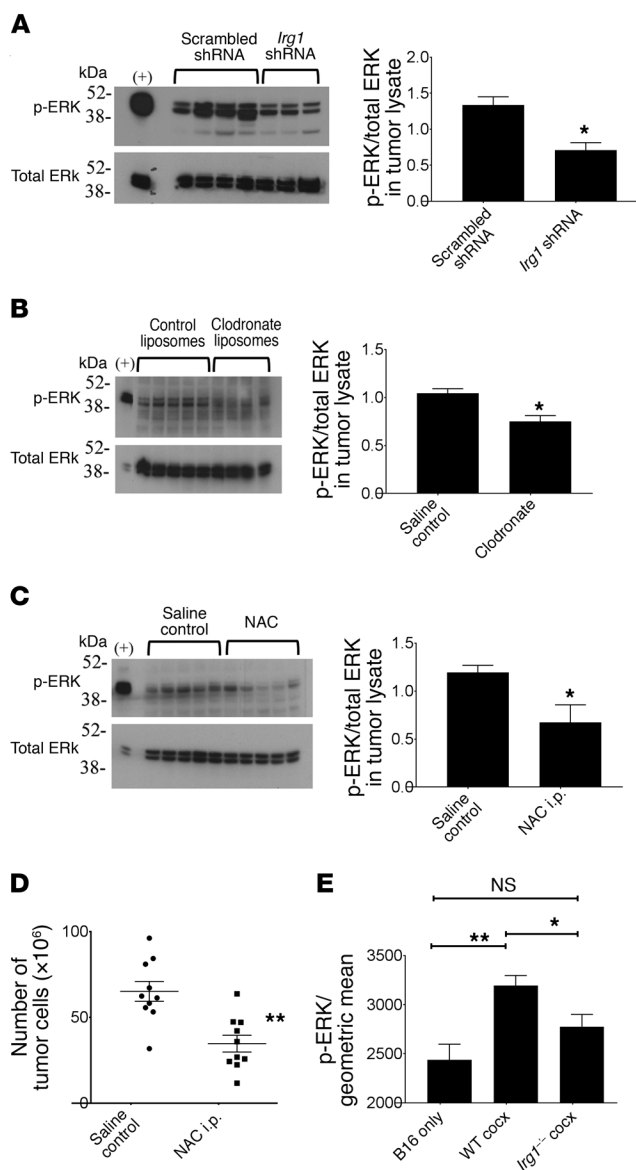 A
Scrambled
shRNA
Irg1
shRNA
kDa
(+)
52-
p-ERK
38-
Total ERk
52-
38-
p-ERK/total ERK
in tumor lysate
2.0
1.5
1.0
0.5
0.0
*
Scrambled
shRNA
Irg1 shRNA
B
Control
liposomes
Clodronate
liposomes
kDa
(+)
52-
p-ERK
38-
52-
Total ERk
38-
p-ERK/total ERK
in tumor lysate
1.5
1.0
0.5
0.0
*
Saline
control
Clodronate
C
Saline
control
NAC
kDa
(+)
52-
p-ERK
38-
52-
Total ERk
38-
p-ERK/total ERK
in tumor lysate
1.5
1.0
0.5
0.0
*
Saline
control
NAC i.p.
D
Number of
tumor cells (×10⁶)
100
50
0
**
Saline
control
NAC i.p.
E
NS
**
*
p-ERK/
geometric mean
3500
3000
2500
2000
B16 only
WT cocx
Irg1⁻/⁻ cocx